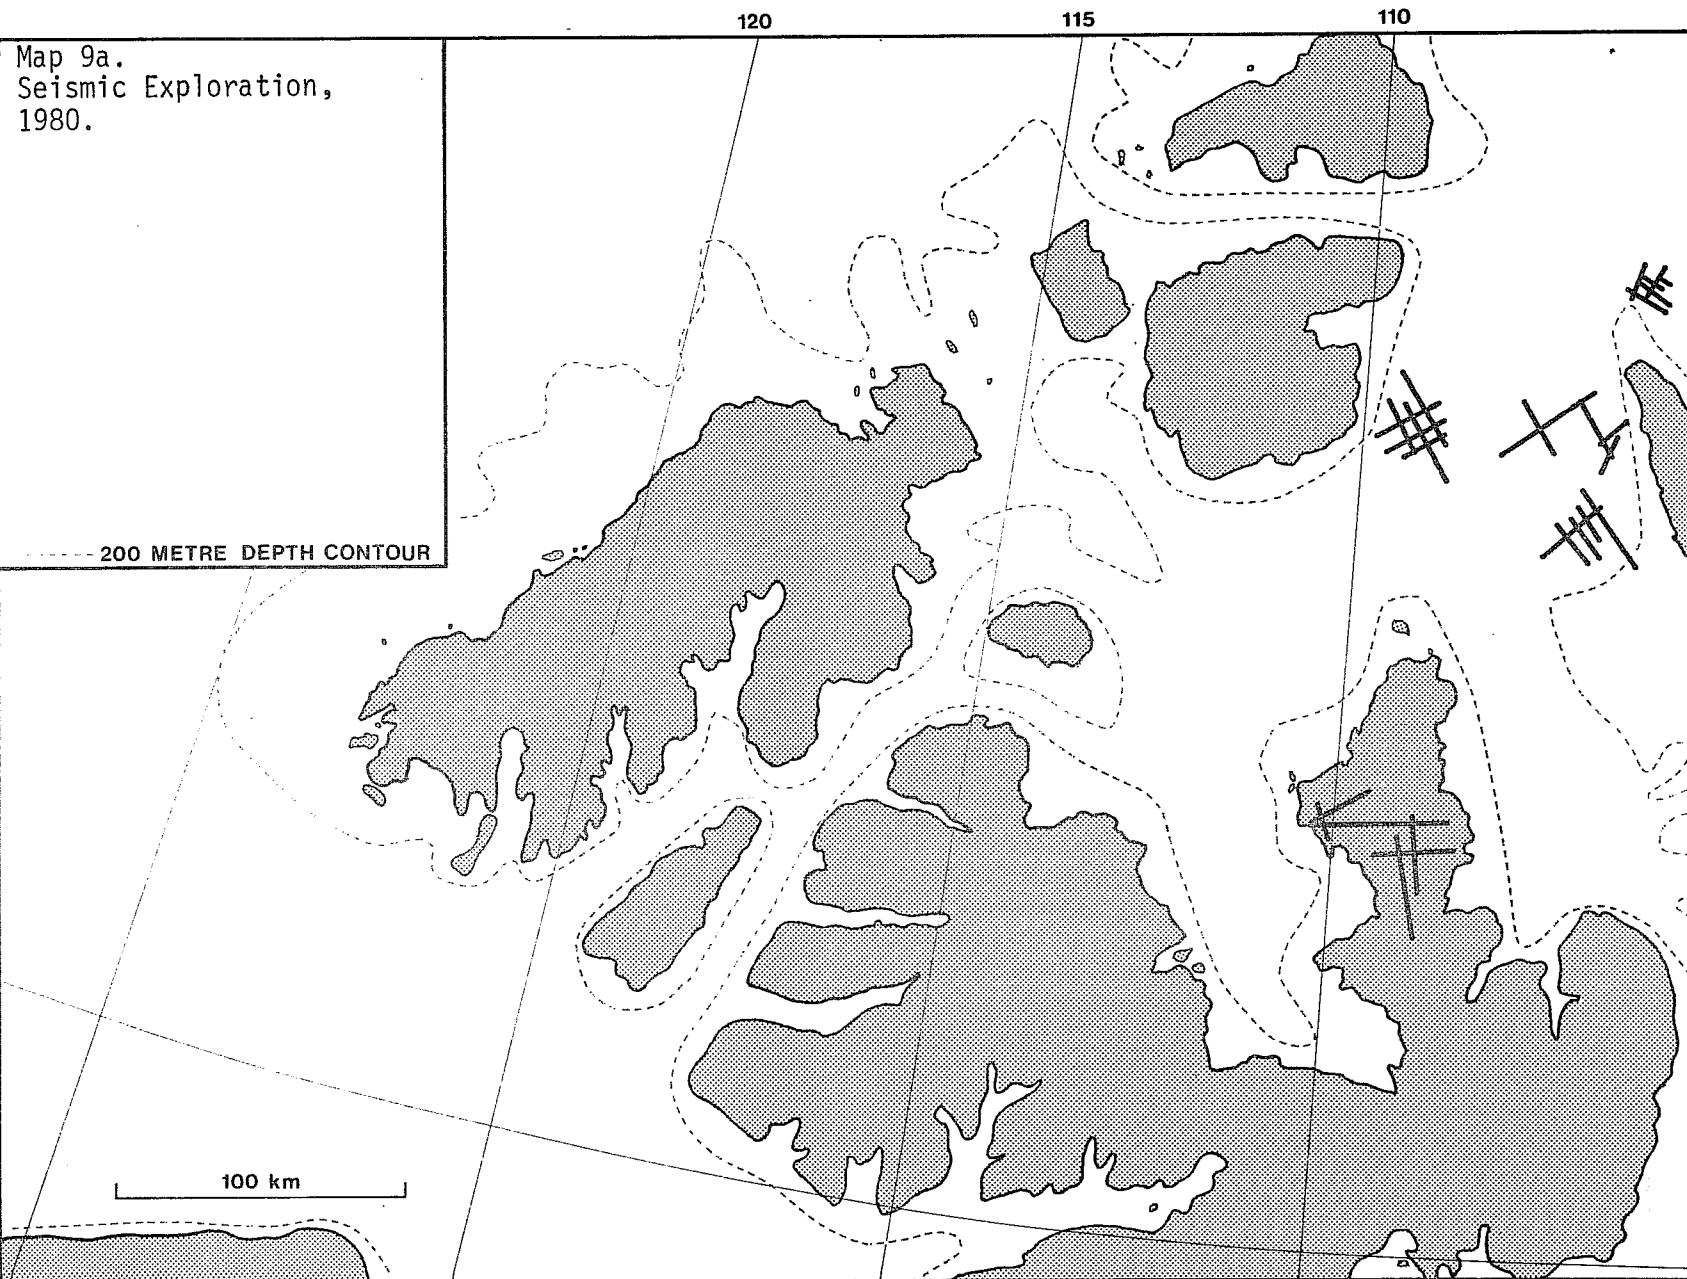 120 115 110
Map 9a.
Seismic Exploration,
1980.
200 METRE DEPTH CONTOUR
100 km